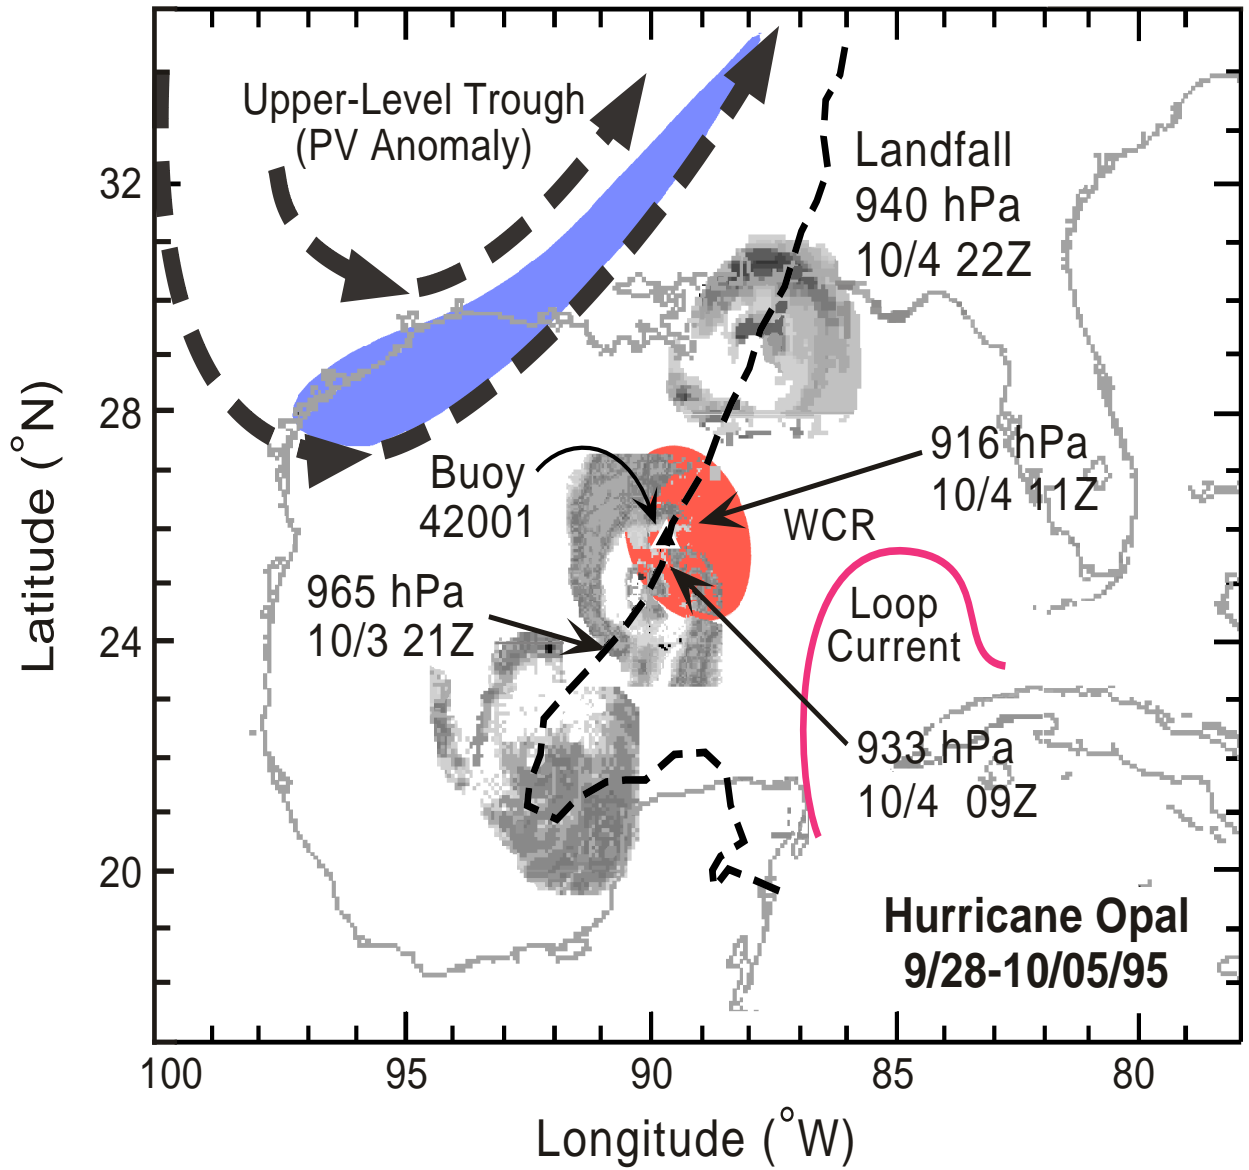 Upper-Level Trough
(PV Anomaly)
Landfall
940 hPa
10/4 22Z
32
28
24
20
Latitude (°N)
Buoy
42001
916 hPa
10/4 11Z
WCR
965 hPa
10/3 21Z
Loop
Current
933 hPa
10/4 09Z
Hurricane Opal
9/28-10/05/95
100
95
90
85
80
Longitude (°W)